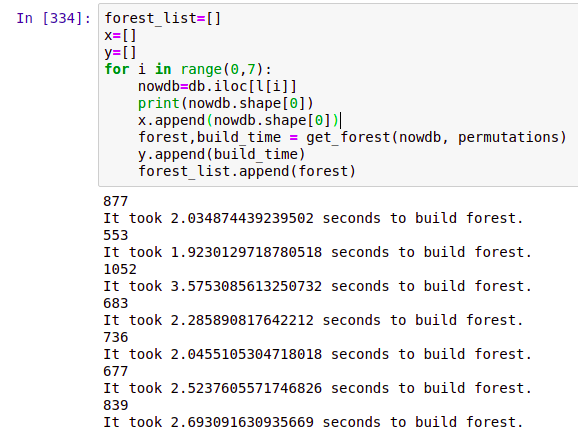 In [334]: forest_list=[]
x=[]
y=[]
for i in range(0,7):
    nowdb=db.iloc[l[i]]
    print(nowdb.shape[0])
    x.append(nowdb.shape[0])
    forest,build_time = get_forest(nowdb, permutations)
    y.append(build_time)
    forest_list.append(forest)
877
It took 2.034874439239502 seconds to build forest.
553
It took 1.9230129718780518 seconds to build forest.
1052
It took 3.5753085613250732 seconds to build forest.
683
It took 2.285890817642212 seconds to build forest.
736
It took 2.0455105304718018 seconds to build forest.
677
It took 2.5237605571746826 seconds to build forest.
839
It took 2.693091630935669 seconds to build forest.